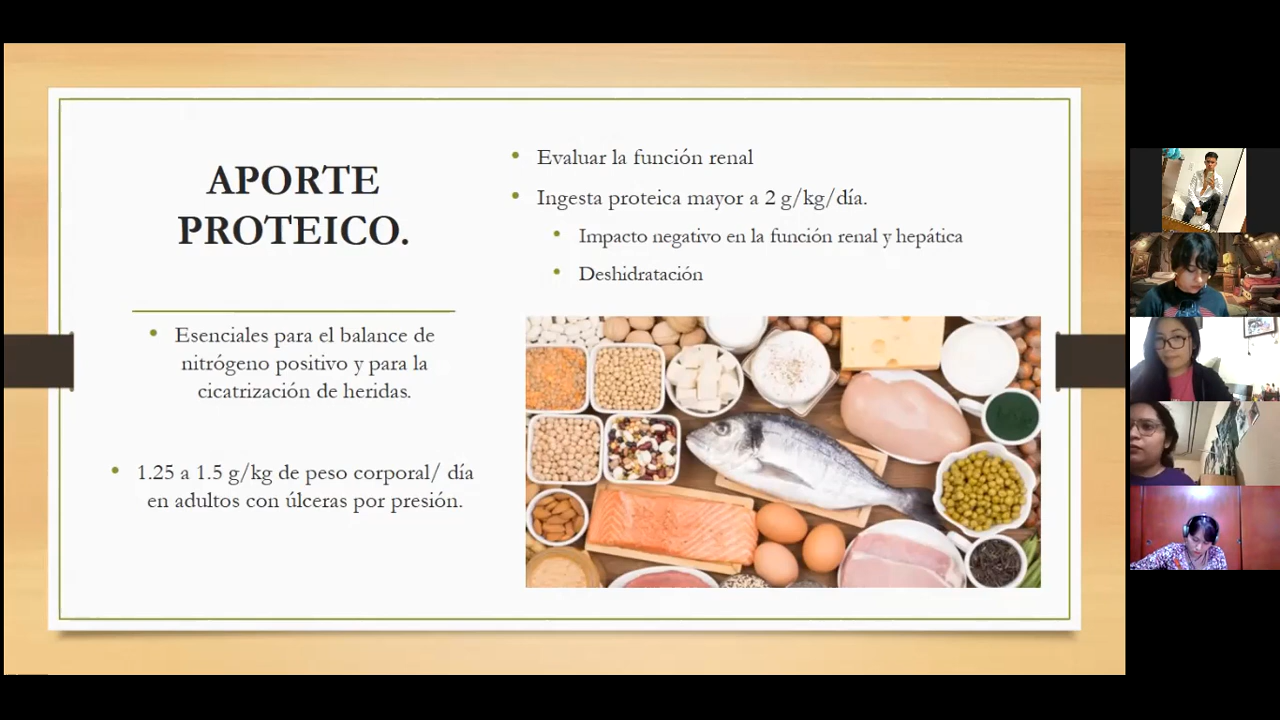 APORTE
PROTEICO.
• Esenciales para el balance de
nitrógeno positivo y para la
cicatrización de heridas.
• 1.25 a 1.5 g/kg de peso corporal/ día
en adultos con úlceras por presión.
• Evaluar la función renal
• Ingesta proteica mayor a 2 g/kg/día.
• Impacto negativo en la función renal y hepática
• Deshidratación